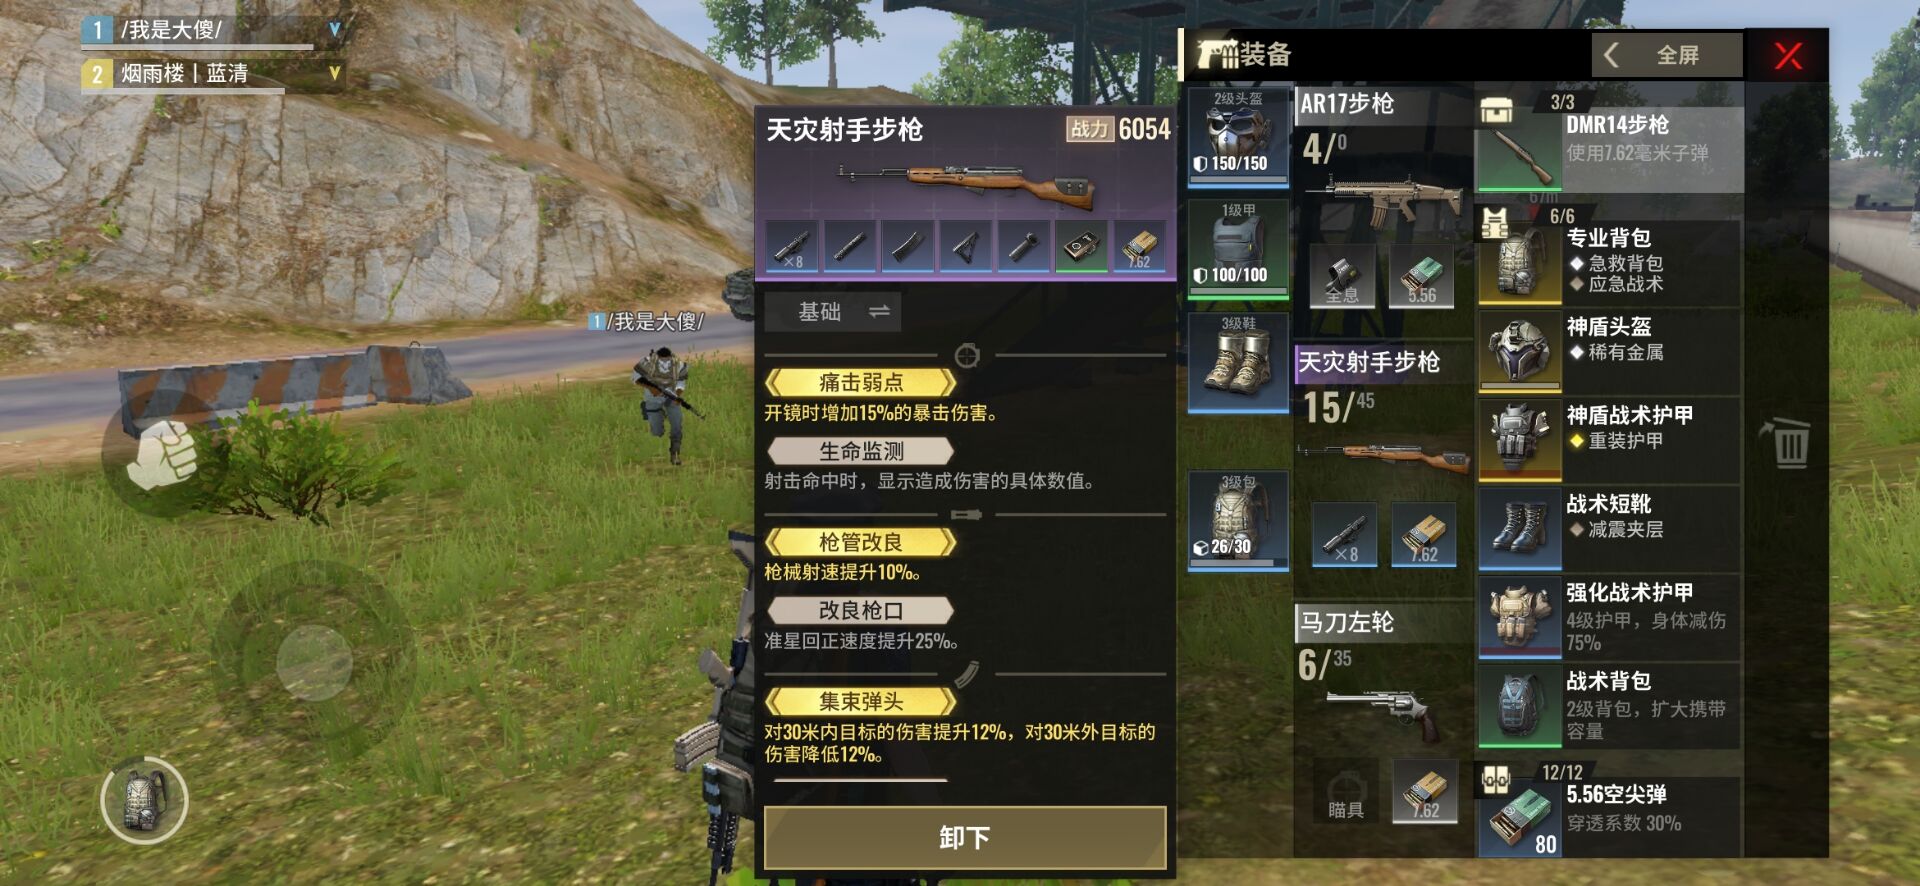 1 /我是大傻/
2 烟雨楼丨蓝清
1 /我是大傻/
天灾射手步枪
战力 6054
×8
7.62
基础
痛击弱点
开镜时增加15%的暴击伤害。
生命监测
射击命中时，显示造成伤害的具体数值。
枪管改良
枪械射速提升10%。
改良枪口
准星回正速度提升25%。
集束弹头
对30米内目标的伤害提升12%，对30米外目标的
伤害降低12%。
卸下
装备
全屏
2级头盔
150/150
1级甲
100/100
3级鞋
3级包
26/30
AR17步枪
4/0
全息
5.56
天灾射手步枪
15/45
×8
7.62
马刀左轮
6/35
瞄具
7.62
3/3
DMR14步枪
使用7.62毫米子弹
67m
6/6
专业背包
急救背包
应急战术
神盾头盔
稀有金属
神盾战术护甲
重装护甲
战术短靴
减震夹层
强化战术护甲
4级护甲，身体减伤
75%
战术背包
2级背包，扩大携带
容量
12/12
5.56空尖弹
穿透系数 30%
80